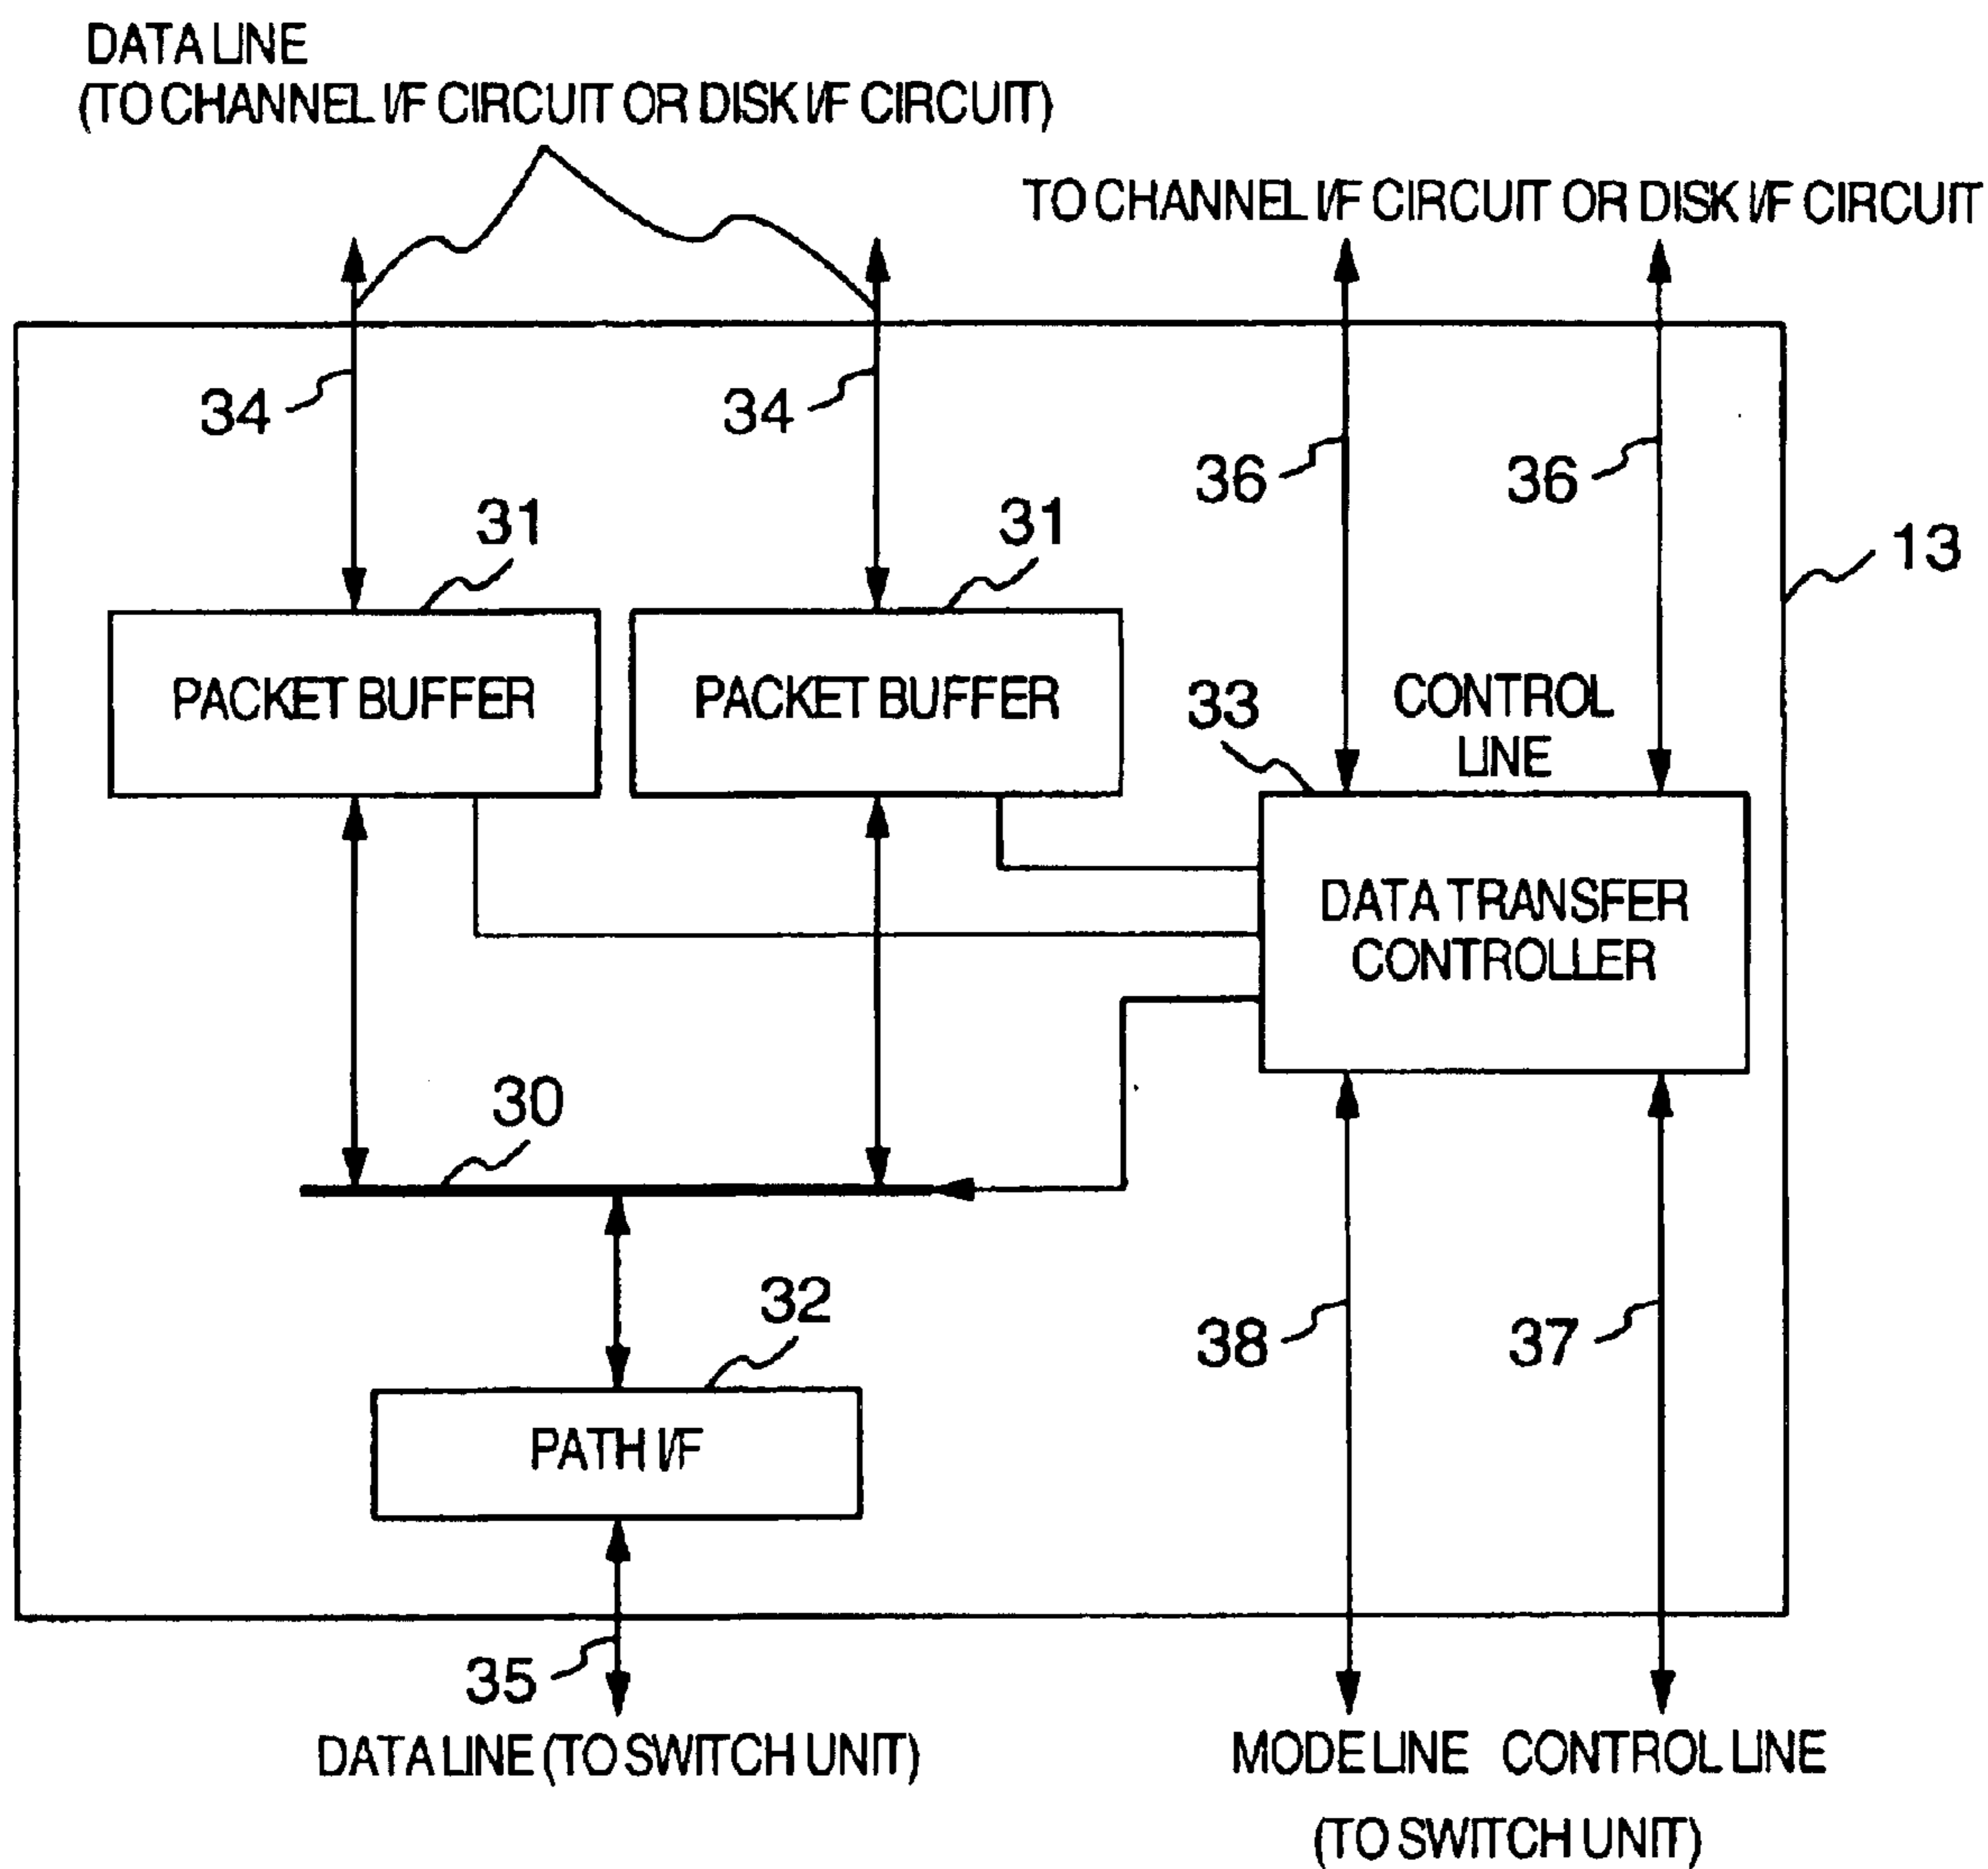 DATA LINE
(TO CHANNEL I/F CIRCUIT OR DISK I/F CIRCUIT)
TO CHANNEL I/F CIRCUIT OR DISK I/F CIRCUIT
34
34
36
36
31
31
13
PACKET BUFFER
PACKET BUFFER
33
CONTROL
LINE
DATA TRANSFER
CONTROLLER
30
32
38
37
PATH I/F
35
DATA LINE (TO SWITCH UNIT)
MODE LINE
CONTROL LINE
(TO SWITCH UNIT)